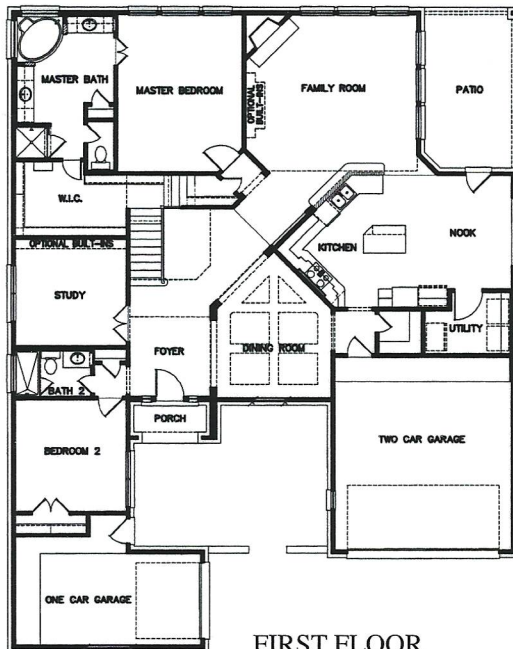 MASTER BATH
MASTER BEDROOM
FAMILY ROOM
PATIO
OPTIONAL
BUILT-INS
W.I.C.
KITCHEN
NOOK
OPTIONAL BUILT-INS
STUDY
UTILITY
FOYER
DINING ROOM
BATH 2
PORCH
TWO CAR GARAGE
BEDROOM 2
ONE CAR GARAGE
FIRST FLOOR